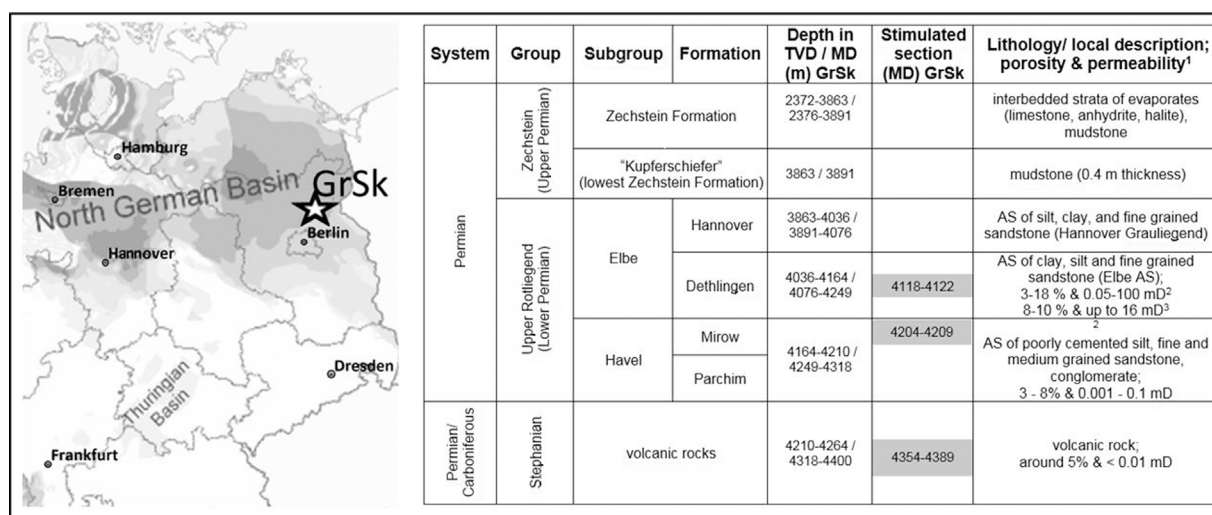 Hamburg
Bremen
North German Basin
GrSk
Berlin
Hannover
Thuringian
Basin
Dresden
Frankfurt
System
Group
Subgroup
Formation
Depth in
TVD / MD
(m) GrSk
Stimulated
section
(MD) GrSk
Lithology/ local description;
porosity & permeability¹
Permian
Zechstein
(Upper Permian)
Zechstein Formation
2372-3863 /
2376-3891
interbedded strata of evaporates
(limestone, anhydrite, halite),
mudstone
“Kupferschiefer”
(lowest Zechstein Formation)
3863 / 3891
mudstone (0.4 m thickness)
Upper Rotliegend
(Lower Permian)
Elbe
Hannover
3863-4036 /
3891-4076
AS of silt, clay, and fine grained
sandstone (Hannover Grauliegend)
Dethlingen
4036-4164 /
4076-4249
4118-4122
AS of clay, silt and fine grained
sandstone (Elbe AS);
3-18 % & 0.05-100 mD²
8-10 % & up to 16 mD³
Havel
Mirow
Parchim
4164-4210 /
4249-4318
4204-4209
2
AS of poorly cemented silt, fine and
medium grained sandstone,
conglomerate;
3 - 8% & 0.001 - 0.1 mD
Permian/
Carboniferous
Stephanian
volcanic rocks
4210-4264 /
4318-4400
4354-4389
volcanic rock;
around 5% & < 0.01 mD